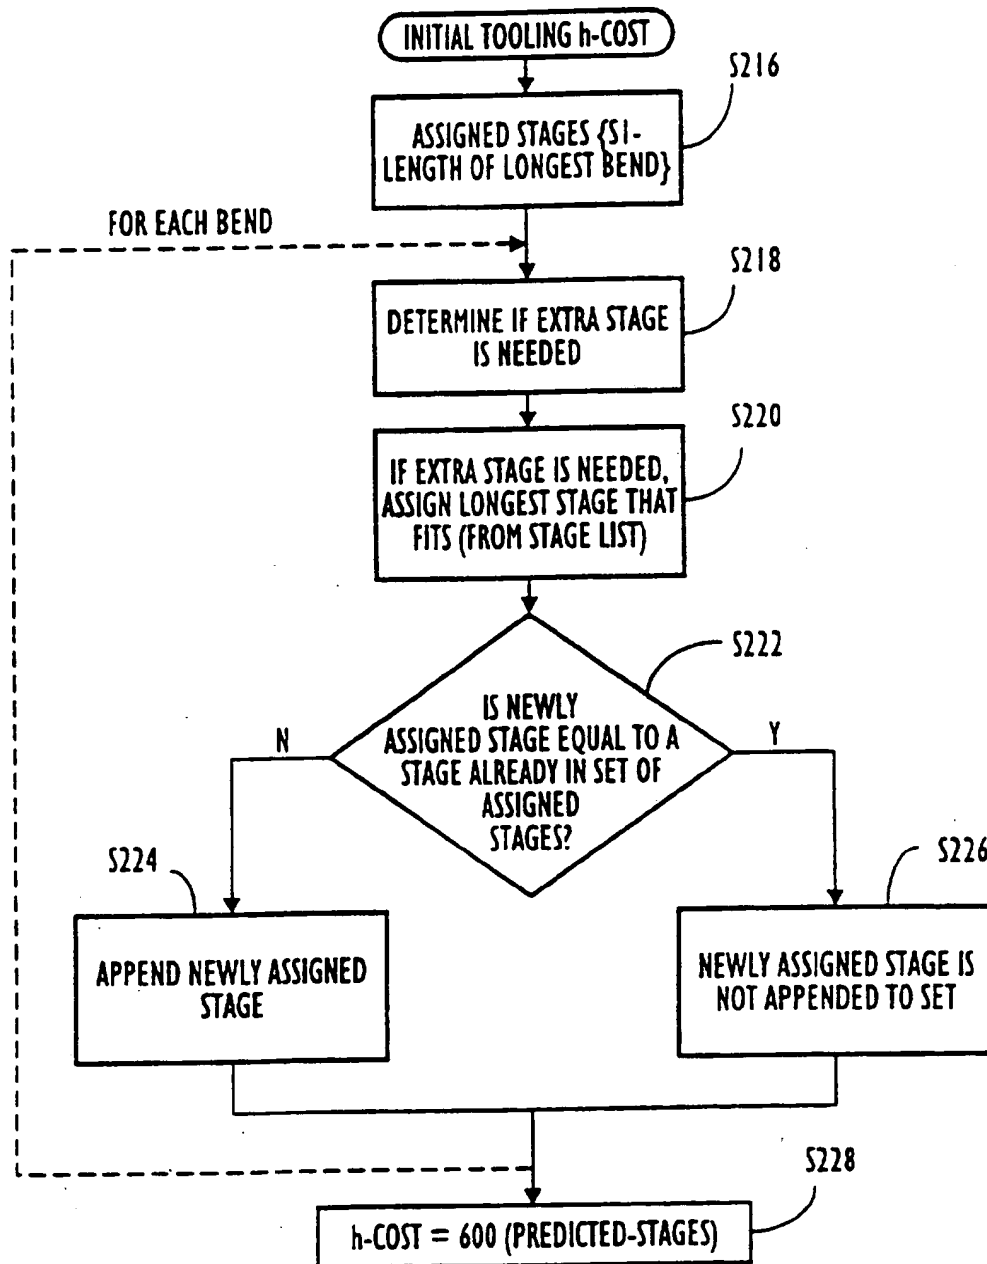 INITIAL TOOLING h-COST
S216
ASSIGNED STAGES {S1-
LENGTH OF LONGEST BEND}
FOR EACH BEND
S218
DETERMINE IF EXTRA STAGE
IS NEEDED
S220
IF EXTRA STAGE IS NEEDED,
ASSIGN LONGEST STAGE THAT
FITS (FROM STAGE LIST)
S222
IS NEWLY
ASSIGNED STAGE EQUAL TO A
STAGE ALREADY IN SET OF
ASSIGNED
STAGES?
N
Y
S224
APPEND NEWLY ASSIGNED
STAGE
S226
NEWLY ASSIGNED STAGE IS
NOT APPENDED TO SET
S228
h-COST = 600 (PREDICTED-STAGES)